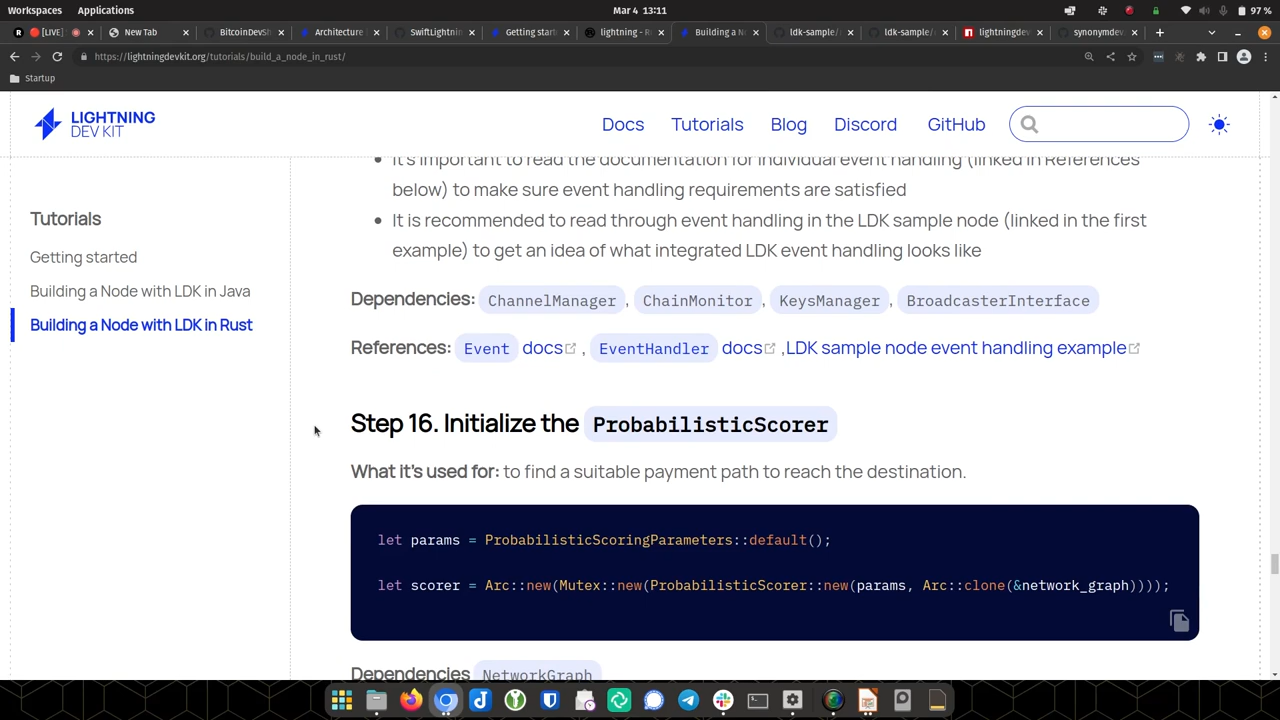 Workspaces Applications Mar 4 13:11 97 %
[LIVE] New Tab BitcoinDevSh Architecture SwiftLightnin Getting starte lightning - R Building a No ldk-sample/ ldk-sample/ lightningdev synonymdev
https://lightningdevkit.org/tutorials/build_a_node_in_rust/
Startup
LIGHTNING
DEV KIT
Docs Tutorials Blog Discord GitHub
Tutorials
Getting started
Building a Node with LDK in Java
Building a Node with LDK in Rust
It's important to read the documentation for individual event handling (linked in References
below) to make sure event handling requirements are satisfied
It is recommended to read through event handling in the LDK sample node (linked in the first
example) to get an idea of what integrated LDK event handling looks like
Dependencies: ChannelManager , ChainMonitor , KeysManager , BroadcasterInterface
References: Event docs , EventHandler docs ,LDK sample node event handling example
Step 16. Initialize the ProbabilisticScorer
What it's used for: to find a suitable payment path to reach the destination.
let params = ProbabilisticScoringParameters::default();
let scorer = Arc::new(Mutex::new(ProbabilisticScorer::new(params, Arc::clone(&network_graph))));
Dependencies NetworkGraph